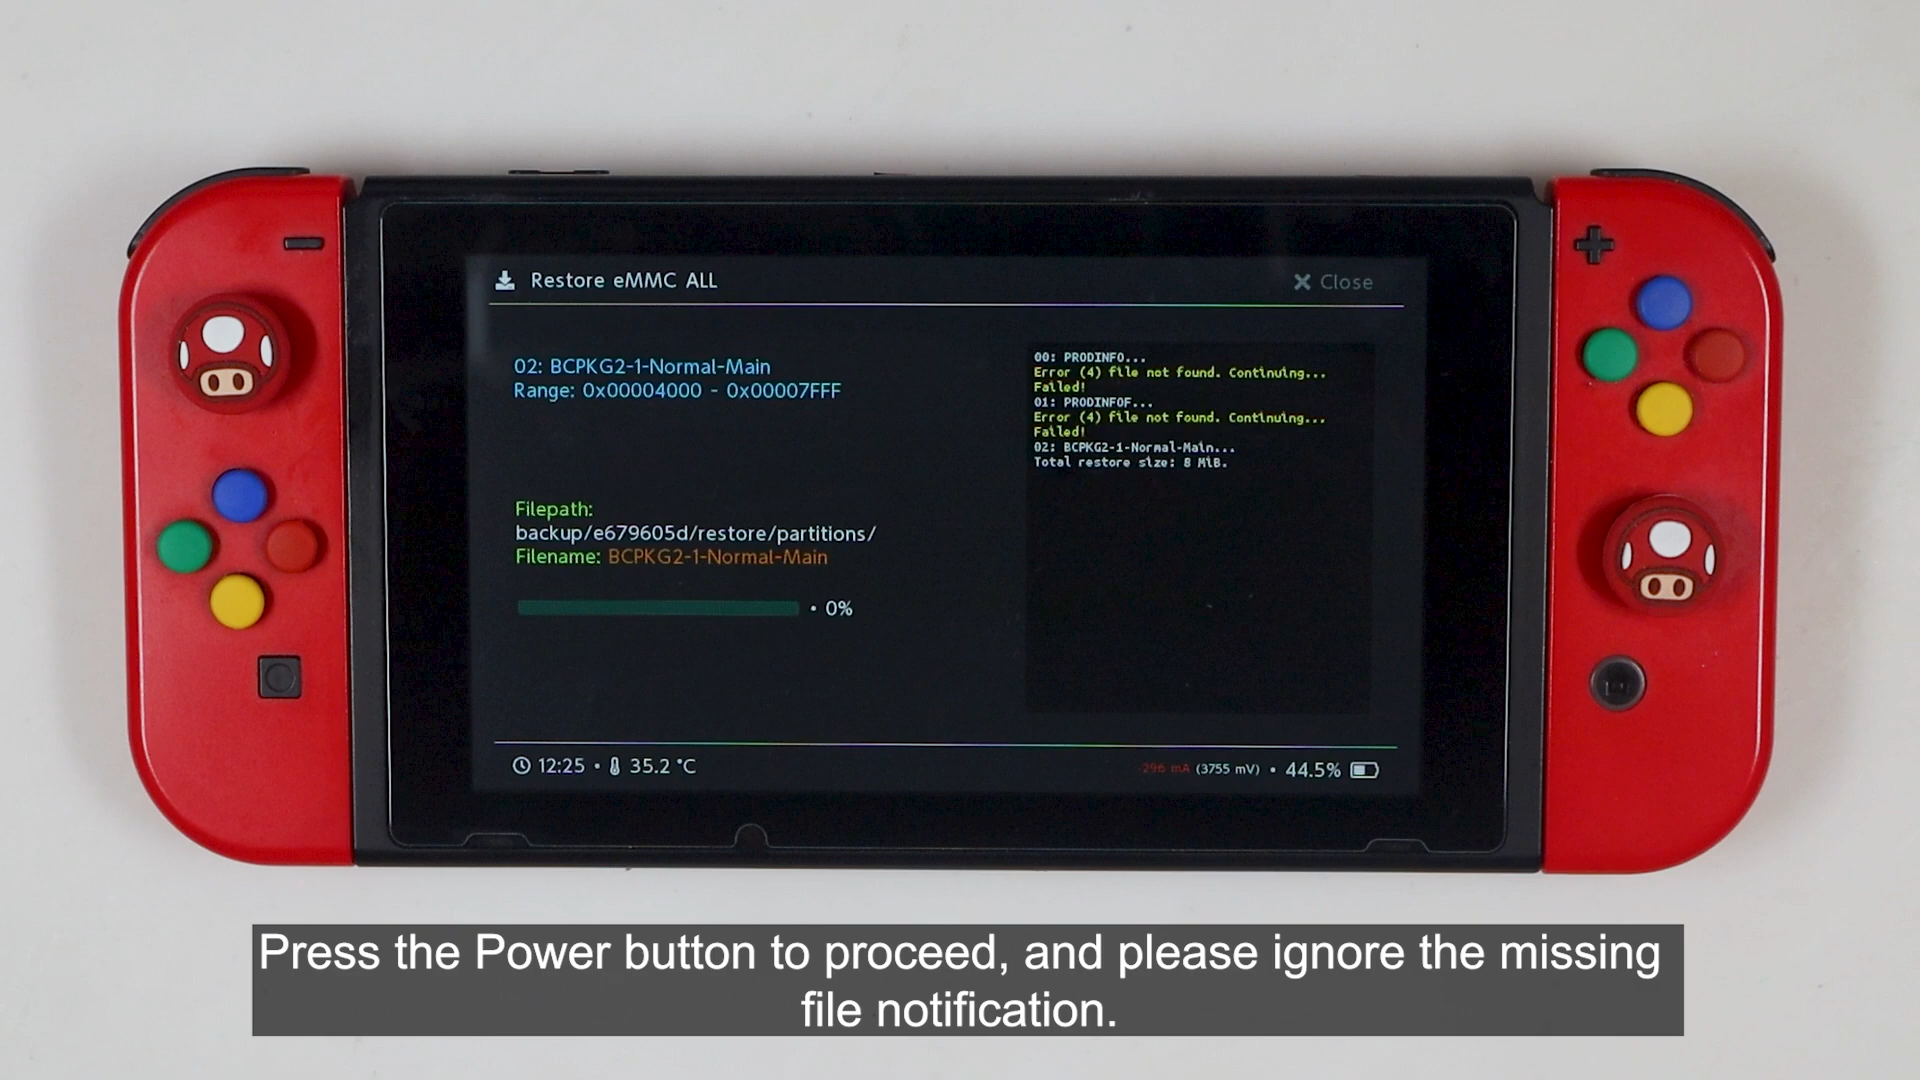 Restore eMMC ALL
Close
02: BCPKG2-1-Normal-Main
Range: 0x00004000 - 0x00007FFF
Filepath:
backup/e679605d/restore/partitions/
Filename: BCPKG2-1-Normal-Main
• 0%
00: PRODINFO...
Error (4) file not found. Continuing...
Failed!
01: PRODINFOF...
Error (4) file not found. Continuing...
Failed!
02: BCPKG2-1-Normal-Main...
Total restore size: 8 MiB.
12:25 • 35.2 °C
-296 mA (3755 mV) • 44.5%
Press the Power button to proceed, and please ignore the missing
file notification.